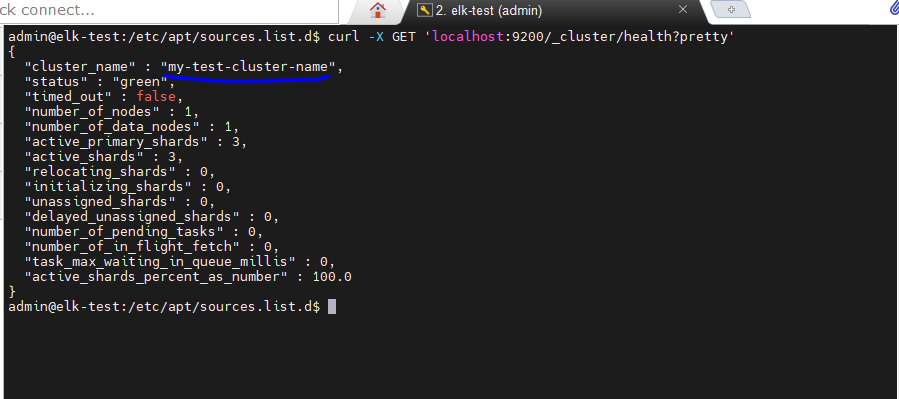 ck connect...
2. elk-test (admin)
admin@elk-test:/etc/apt/sources.list.d$ curl -X GET 'localhost:9200/_cluster/health?pretty'
{
  "cluster_name" : "my-test-cluster-name",
  "status" : "green",
  "timed_out" : false,
  "number_of_nodes" : 1,
  "number_of_data_nodes" : 1,
  "active_primary_shards" : 3,
  "active_shards" : 3,
  "relocating_shards" : 0,
  "initializing_shards" : 0,
  "unassigned_shards" : 0,
  "delayed_unassigned_shards" : 0,
  "number_of_pending_tasks" : 0,
  "number_of_in_flight_fetch" : 0,
  "task_max_waiting_in_queue_millis" : 0,
  "active_shards_percent_as_number" : 100.0
}
admin@elk-test:/etc/apt/sources.list.d$